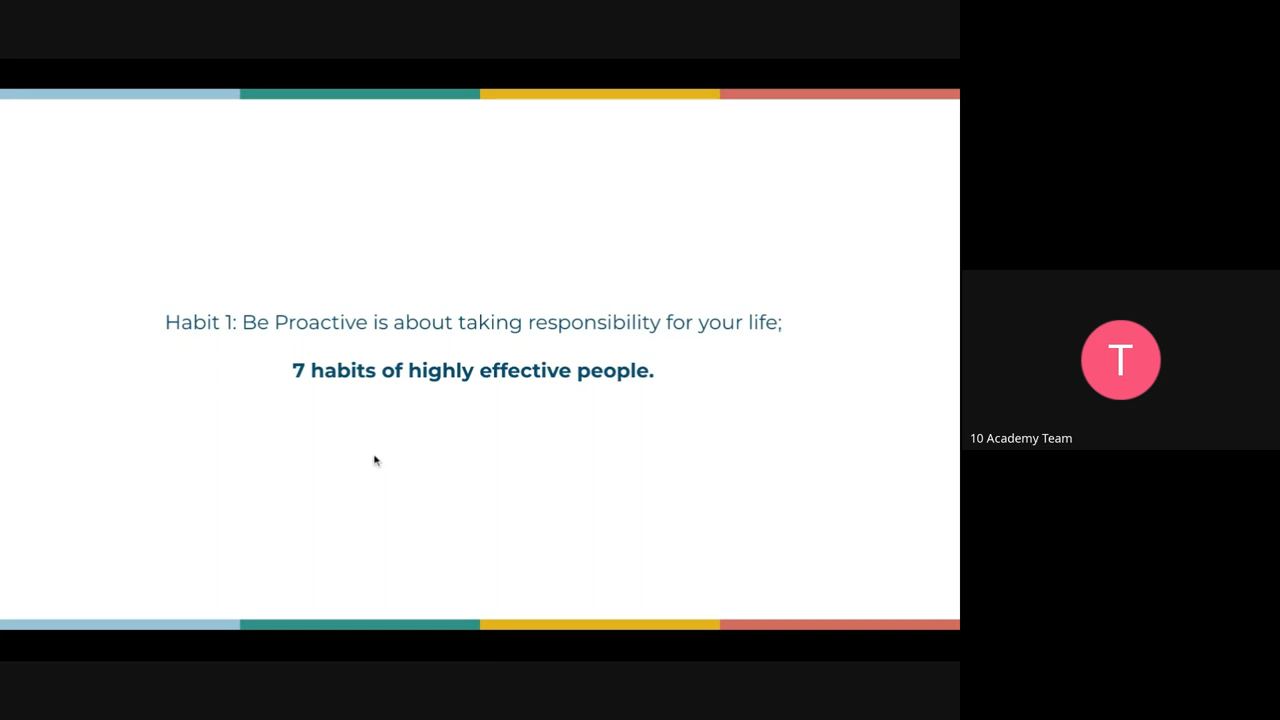 Habit 1: Be Proactive is about taking responsibility for your life;
7 habits of highly effective people.
T
10 Academy Team